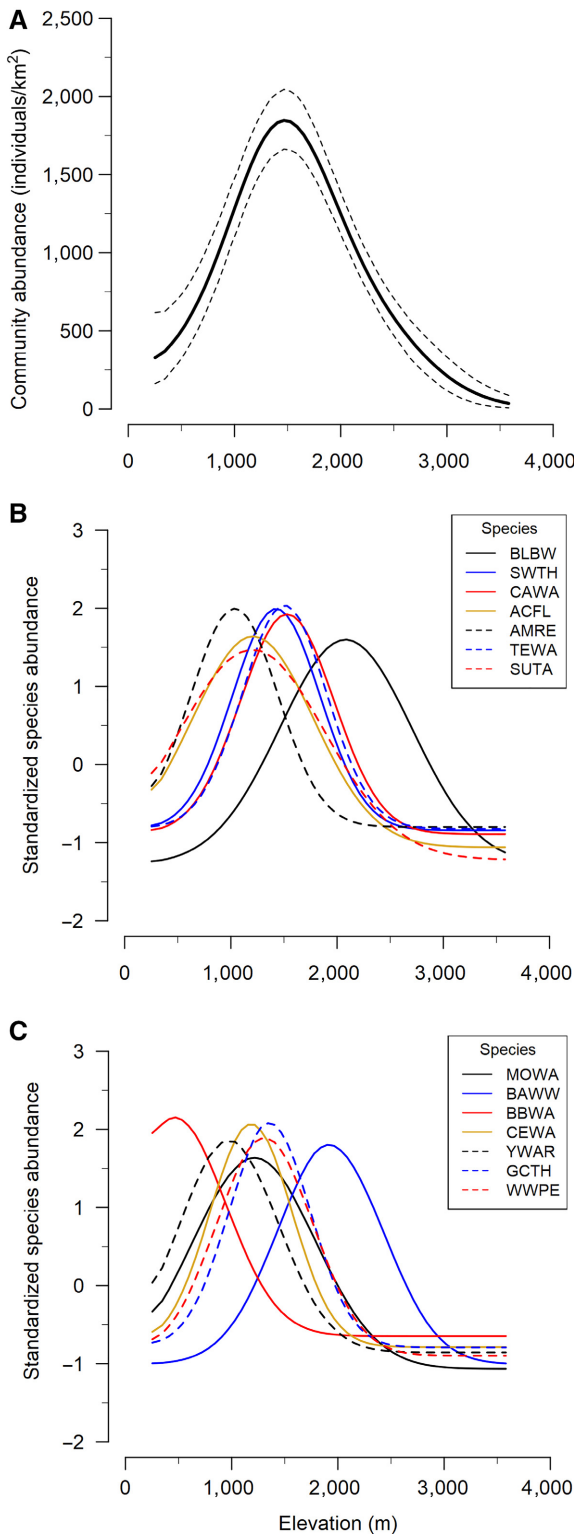 A
Community abundance (individuals/km²)
2,500
2,000
1,500
1,000
500
0
0 1,000 2,000 3,000 4,000
B
Standardized species abundance
3
2
1
0
−1
−2
Species
BLBW
SWTH
CAWA
ACFL
AMRE
TEWA
SUTA
0 1,000 2,000 3,000 4,000
C
Standardized species abundance
3
2
1
0
−1
−2
Species
MOWA
BAWW
BBWA
CEWA
YWAR
GCTH
WWPE
0 1,000 2,000 3,000 4,000
Elevation (m)